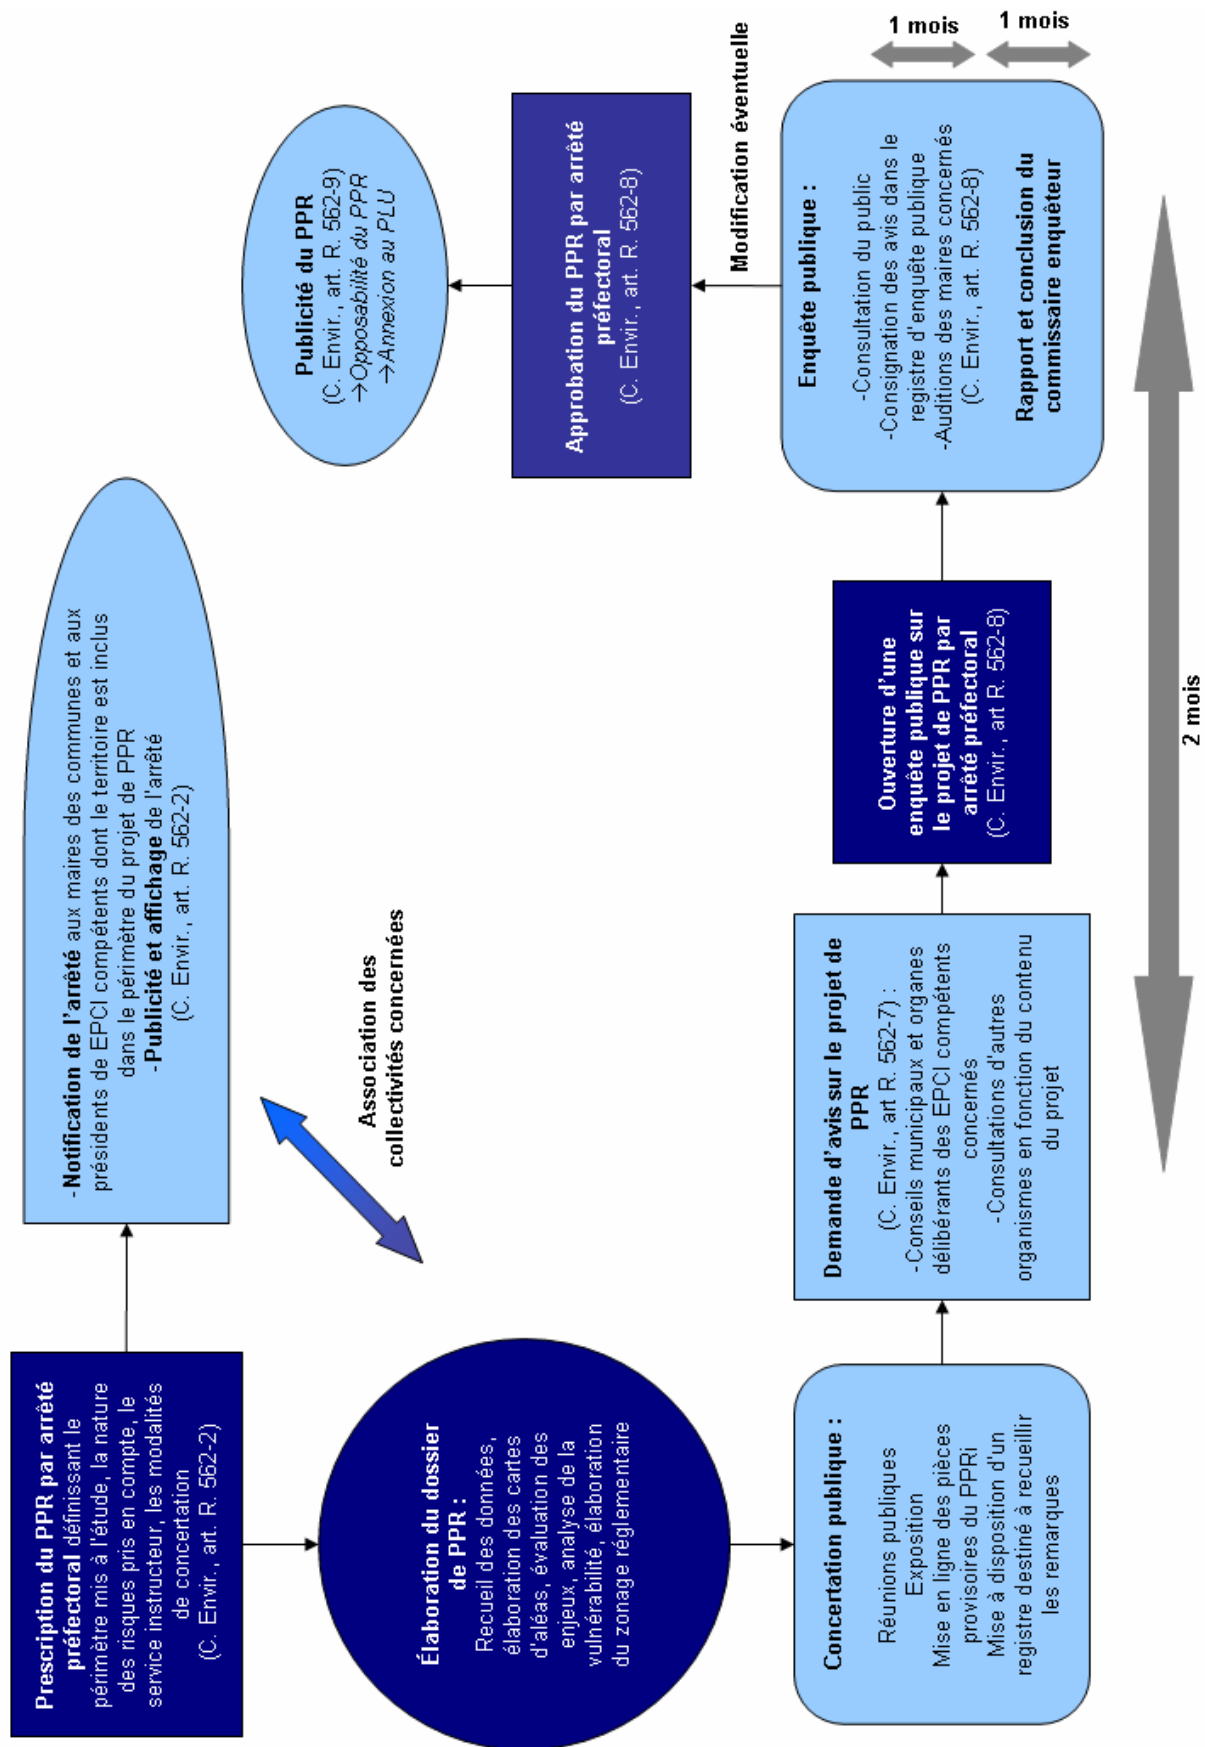 Prescription du PPR par arrêté
préfectoral définissant le
périmètre mis à l'étude, la nature
des risques pris en compte, le
service instructeur, les modalités
de concertation
(C. Envir., art. R. 562-2)
-Notification de l'arrêté aux maires des communes et aux
présidents de EPCI compétents dont le territoire est inclus
dans le périmètre du projet de PPR
-Publicité et affichage de l'arrêté
(C. Envir., art. R. 562-2)
Association des
collectivités concernées
Élaboration du dossier
de PPR :
Recueil des données,
élaboration des cartes
d'aléas, évaluation des
enjeux, analyse de la
vulnérabilité, élaboration
du zonage réglementaire
Concertation publique :
Réunions publiques
Exposition
Mise en ligne des pièces
provisoires du PPRi
Mise à disposition d'un
registre destiné à recueillir
les remarques
Demande d'avis sur le projet de
PPR
(C. Envir., art R. 562-7) :
-Conseils municipaux et organes
délibérants des EPCI compétents
concernés
-Consultations d'autres
organismes en fonction du contenu
du projet
Ouverture d'une
enquête publique sur
le projet de PPR par
arrêté préfectoral
(C. Envir., art R. 562-8)
Enquête publique :
-Consultation du public
-Consignation des avis dans le
registre d'enquête publique
-Auditions des maires concernés
(C. Envir., art. R. 562-8)
Rapport et conclusion du
commissaire enquêteur
1 mois
1 mois
2 mois
Modification éventuelle
Approbation du PPR par arrêté
préfectoral
(C. Envir., art. R. 562-8)
Publicité du PPR
(C. Envir., art. R. 562-9)
→Opposabilité du PPR
→Annexion au PLU